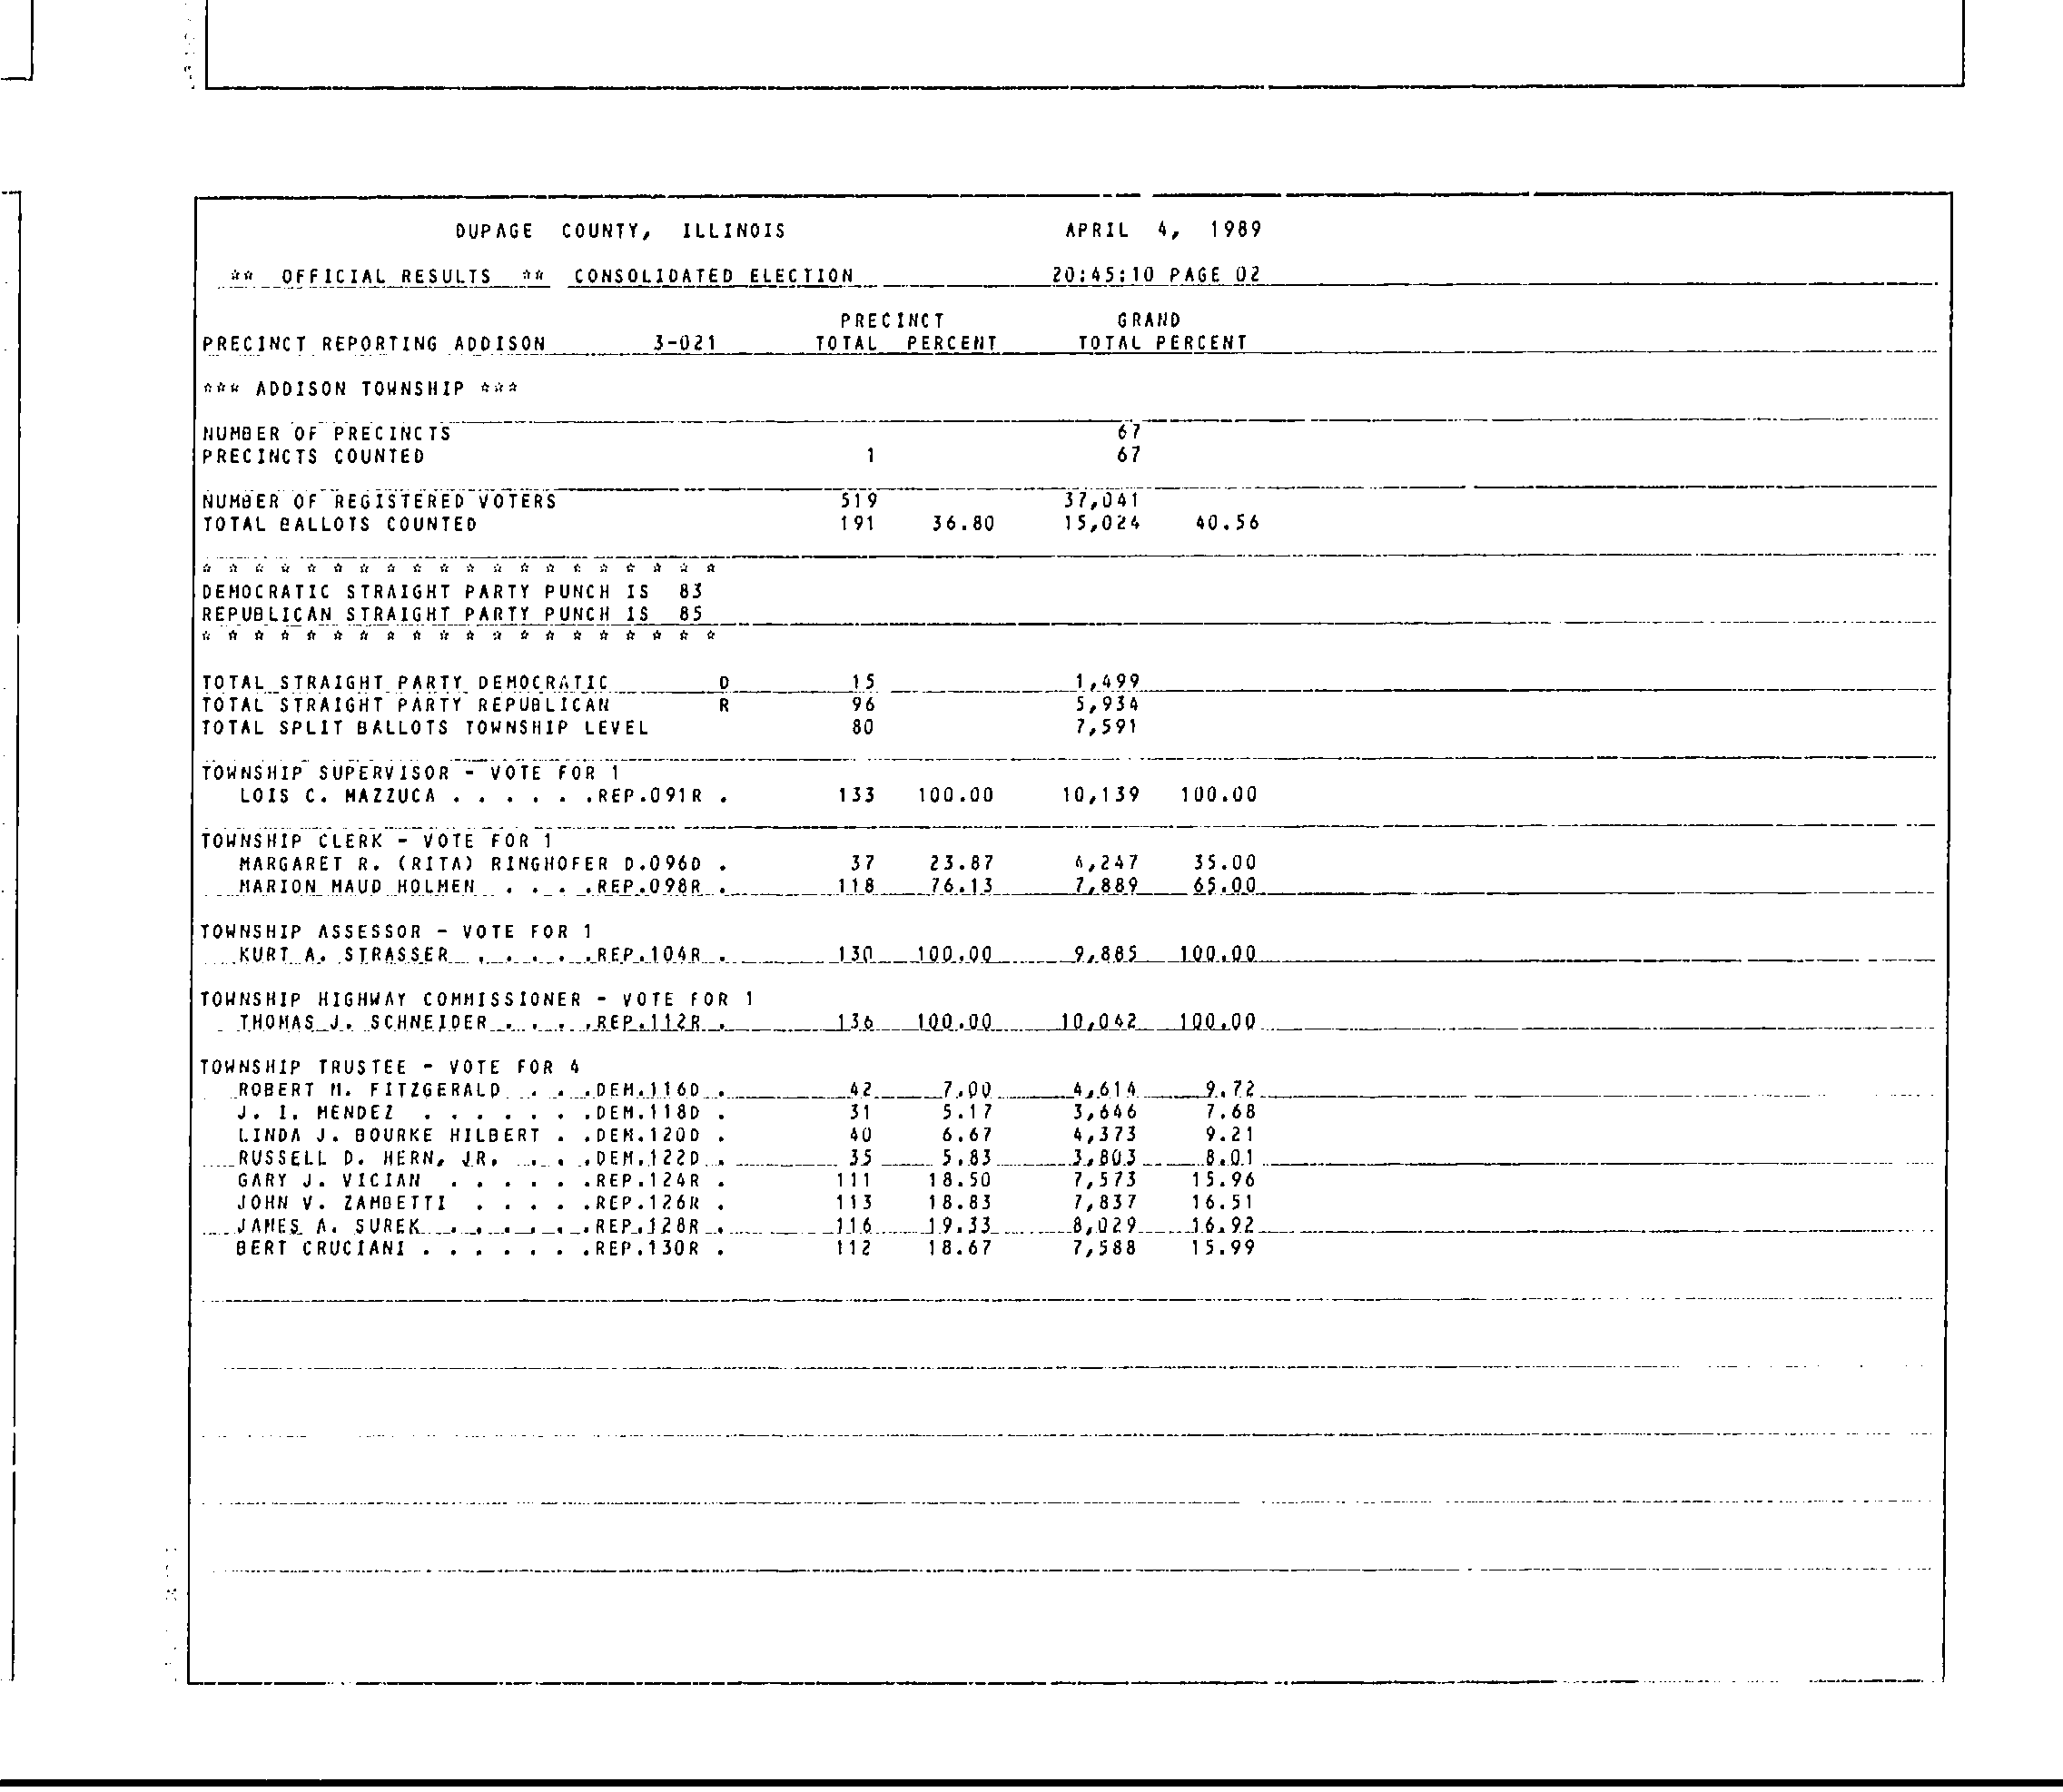 DUPAGE COUNTY, ILLINOIS APRIL 4, 1989
** OFFICIAL RESULTS ** CONSOLIDATED ELECTION 20:45:10 PAGE 02
PRECINCT GRAND
PRECINCT REPORTING ADDISON 3-021 TOTAL PERCENT TOTAL PERCENT
*** ADDISON TOWNSHIP ***
NUMBER OF PRECINCTS 67
PRECINCTS COUNTED 1 67
NUMBER OF REGISTERED VOTERS 519 37,041
TOTAL BALLOTS COUNTED 191 36.80 15,024 40.56
* * * * * * * * * * * * * * * * * * * *
DEMOCRATIC STRAIGHT PARTY PUNCH IS 83
REPUBLICAN STRAIGHT PARTY PUNCH IS 85
* * * * * * * * * * * * * * * * * * * *
TOTAL STRAIGHT PARTY DEMOCRATIC D 15 1,499
TOTAL STRAIGHT PARTY REPUBLICAN R 96 5,934
TOTAL SPLIT BALLOTS TOWNSHIP LEVEL 80 7,591
TOWNSHIP SUPERVISOR - VOTE FOR 1
LOIS C. MAZZUCA . . . . . .REP.091R . 133 100.00 10,139 100.00
TOWNSHIP CLERK - VOTE FOR 1
MARGARET R. (RITA) RINGHOFER D.096D . 37 23.87 4,247 35.00
MARION MAUD HOLMEN . . . .REP.098R . 118 76.13 7,889 65.00
TOWNSHIP ASSESSOR - VOTE FOR 1
KURT A. STRASSER . . . . .REP.104R . 130 100.00 9,885 100.00
TOWNSHIP HIGHWAY COMMISSIONER - VOTE FOR 1
THOMAS J. SCHNEIDER . . . .REP.112R . 136 100.00 10,042 100.00
TOWNSHIP TRUSTEE - VOTE FOR 4
ROBERT M. FITZGERALD . . .DEM.116D . 42 7.00 4,614 9.72
J. I. MENDEZ . . . . . . .DEM.118D . 31 5.17 3,646 7.68
LINDA J. BOURKE HILBERT . .DEM.120D . 40 6.67 4,373 9.21
RUSSELL D. HERN, JR. . . .DEM.122D . 35 5.83 3,803 8.01
GARY J. VICIAN . . . . . .REP.124R . 111 18.50 7,573 15.96
JOHN V. ZAMBETTI . . . . .REP.126R . 113 18.83 7,837 16.51
JAMES A. SUREK . . . . . .REP.128R . 116 19.33 8,029 16.92
BERT CRUCIANI . . . . . . .REP.130R . 112 18.67 7,588 15.99